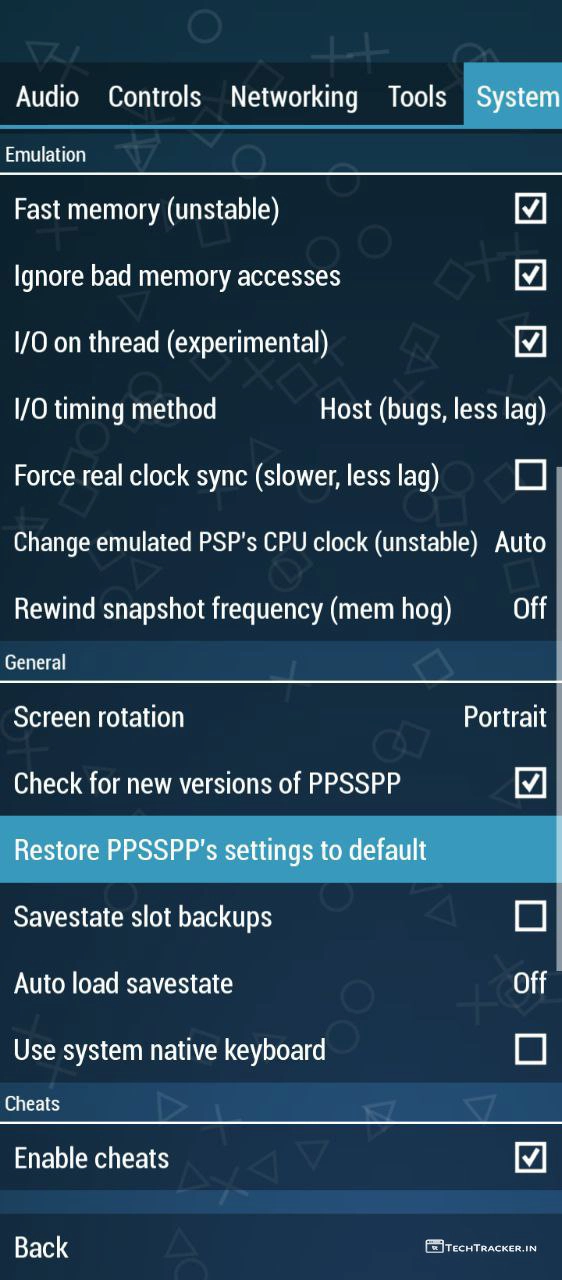 Audio Controls Networking Tools System
Emulation
Fast memory (unstable)
Ignore bad memory accesses
I/O on thread (experimental)
I/O timing method Host (bugs, less lag)
Force real clock sync (slower, less lag)
Change emulated PSP's CPU clock (unstable) Auto
Rewind snapshot frequency (mem hog) Off
General
Screen rotation Portrait
Check for new versions of PPSSPP
Restore PPSSPP's settings to default
Savestate slot backups
Auto load savestate Off
Use system native keyboard
Cheats
Enable cheats
Back TECHTRACKER.IN